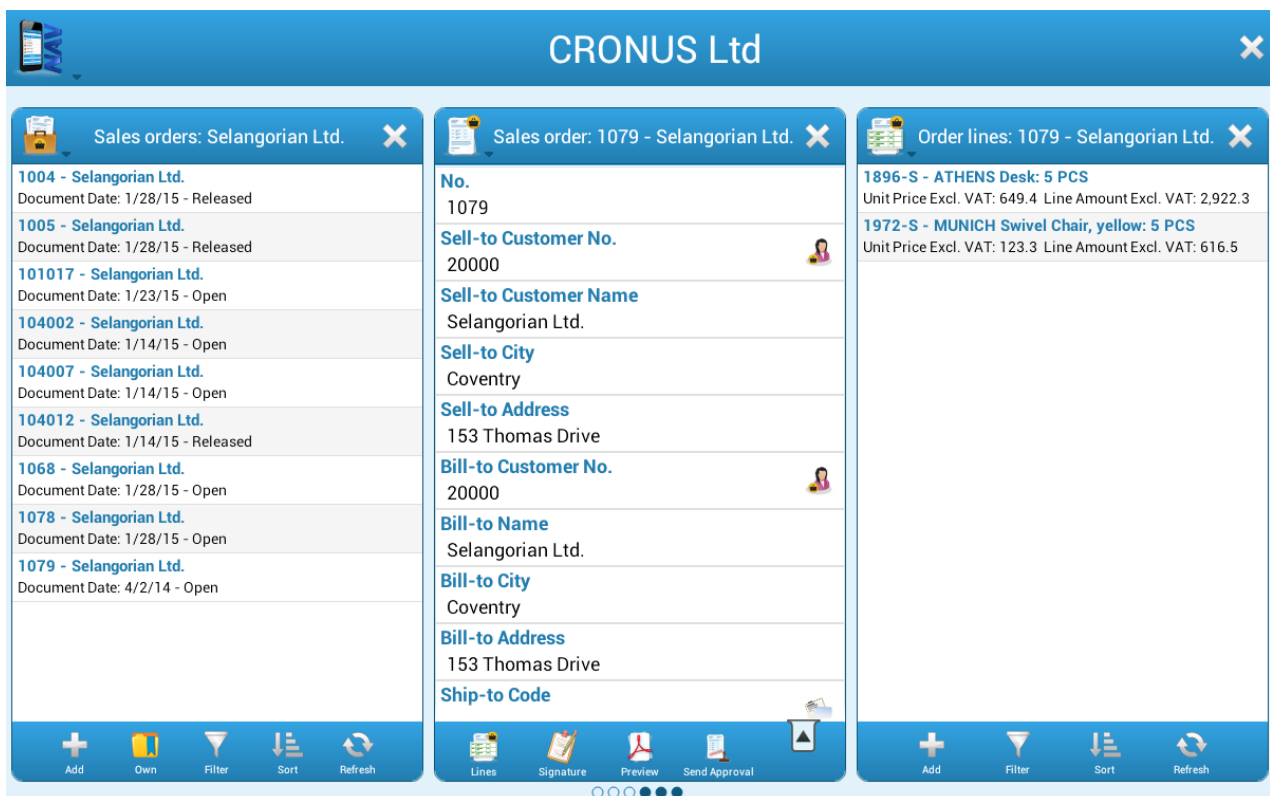 CRONUS Ltd
NAV
Sales orders: Selangorian Ltd.
1004 - Selangorian Ltd.
Document Date: 1/28/15 - Released
1005 - Selangorian Ltd.
Document Date: 1/28/15 - Released
101017 - Selangorian Ltd.
Document Date: 1/23/15 - Open
104002 - Selangorian Ltd.
Document Date: 1/14/15 - Open
104007 - Selangorian Ltd.
Document Date: 1/14/15 - Open
104012 - Selangorian Ltd.
Document Date: 1/14/15 - Released
1068 - Selangorian Ltd.
Document Date: 1/28/15 - Open
1078 - Selangorian Ltd.
Document Date: 1/28/15 - Open
1079 - Selangorian Ltd.
Document Date: 4/2/14 - Open
Add Own Filter Sort Refresh
Sales order: 1079 - Selangorian Ltd.
No.
1079
Sell-to Customer No.
20000
Sell-to Customer Name
Selangorian Ltd.
Sell-to City
Coventry
Sell-to Address
153 Thomas Drive
Bill-to Customer No.
20000
Bill-to Name
Selangorian Ltd.
Bill-to City
Coventry
Bill-to Address
153 Thomas Drive
Ship-to Code
Lines Signature Preview Send Approval
Order lines: 1079 - Selangorian Ltd.
1896-S - ATHENS Desk: 5 PCS
Unit Price Excl. VAT: 649.4 Line Amount Excl. VAT: 2,922.3
1972-S - MUNICH Swivel Chair, yellow: 5 PCS
Unit Price Excl. VAT: 123.3 Line Amount Excl. VAT: 616.5
Add Filter Sort Refresh